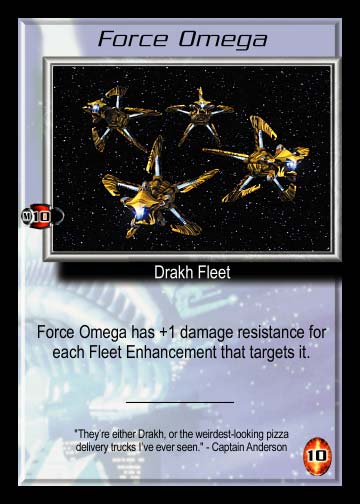 Force Omega
M 10
Drakh Fleet
Force Omega has +1 damage resistance for
each Fleet Enhancement that targets it.
"They're either Drakh, or the weirdest-looking pizza
delivery trucks I've ever seen." - Captain Anderson
10